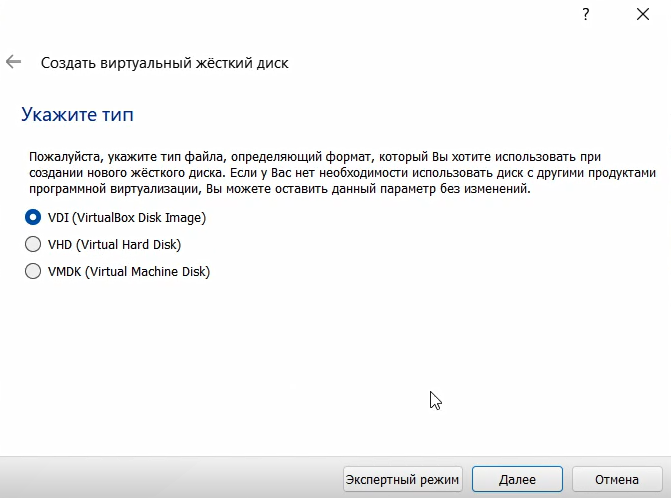 ?
Создать виртуальный жёсткий диск
Укажите тип
Пожалуйста, укажите тип файла, определяющий формат, который Вы хотите использовать при
создании нового жёсткого диска. Если у Вас нет необходимости использовать диск с другими продуктами
программной виртуализации, Вы можете оставить данный параметр без изменений.
VDI (VirtualBox Disk Image)
VHD (Virtual Hard Disk)
VMDK (Virtual Machine Disk)
Экспертный режим
Далее
Отмена